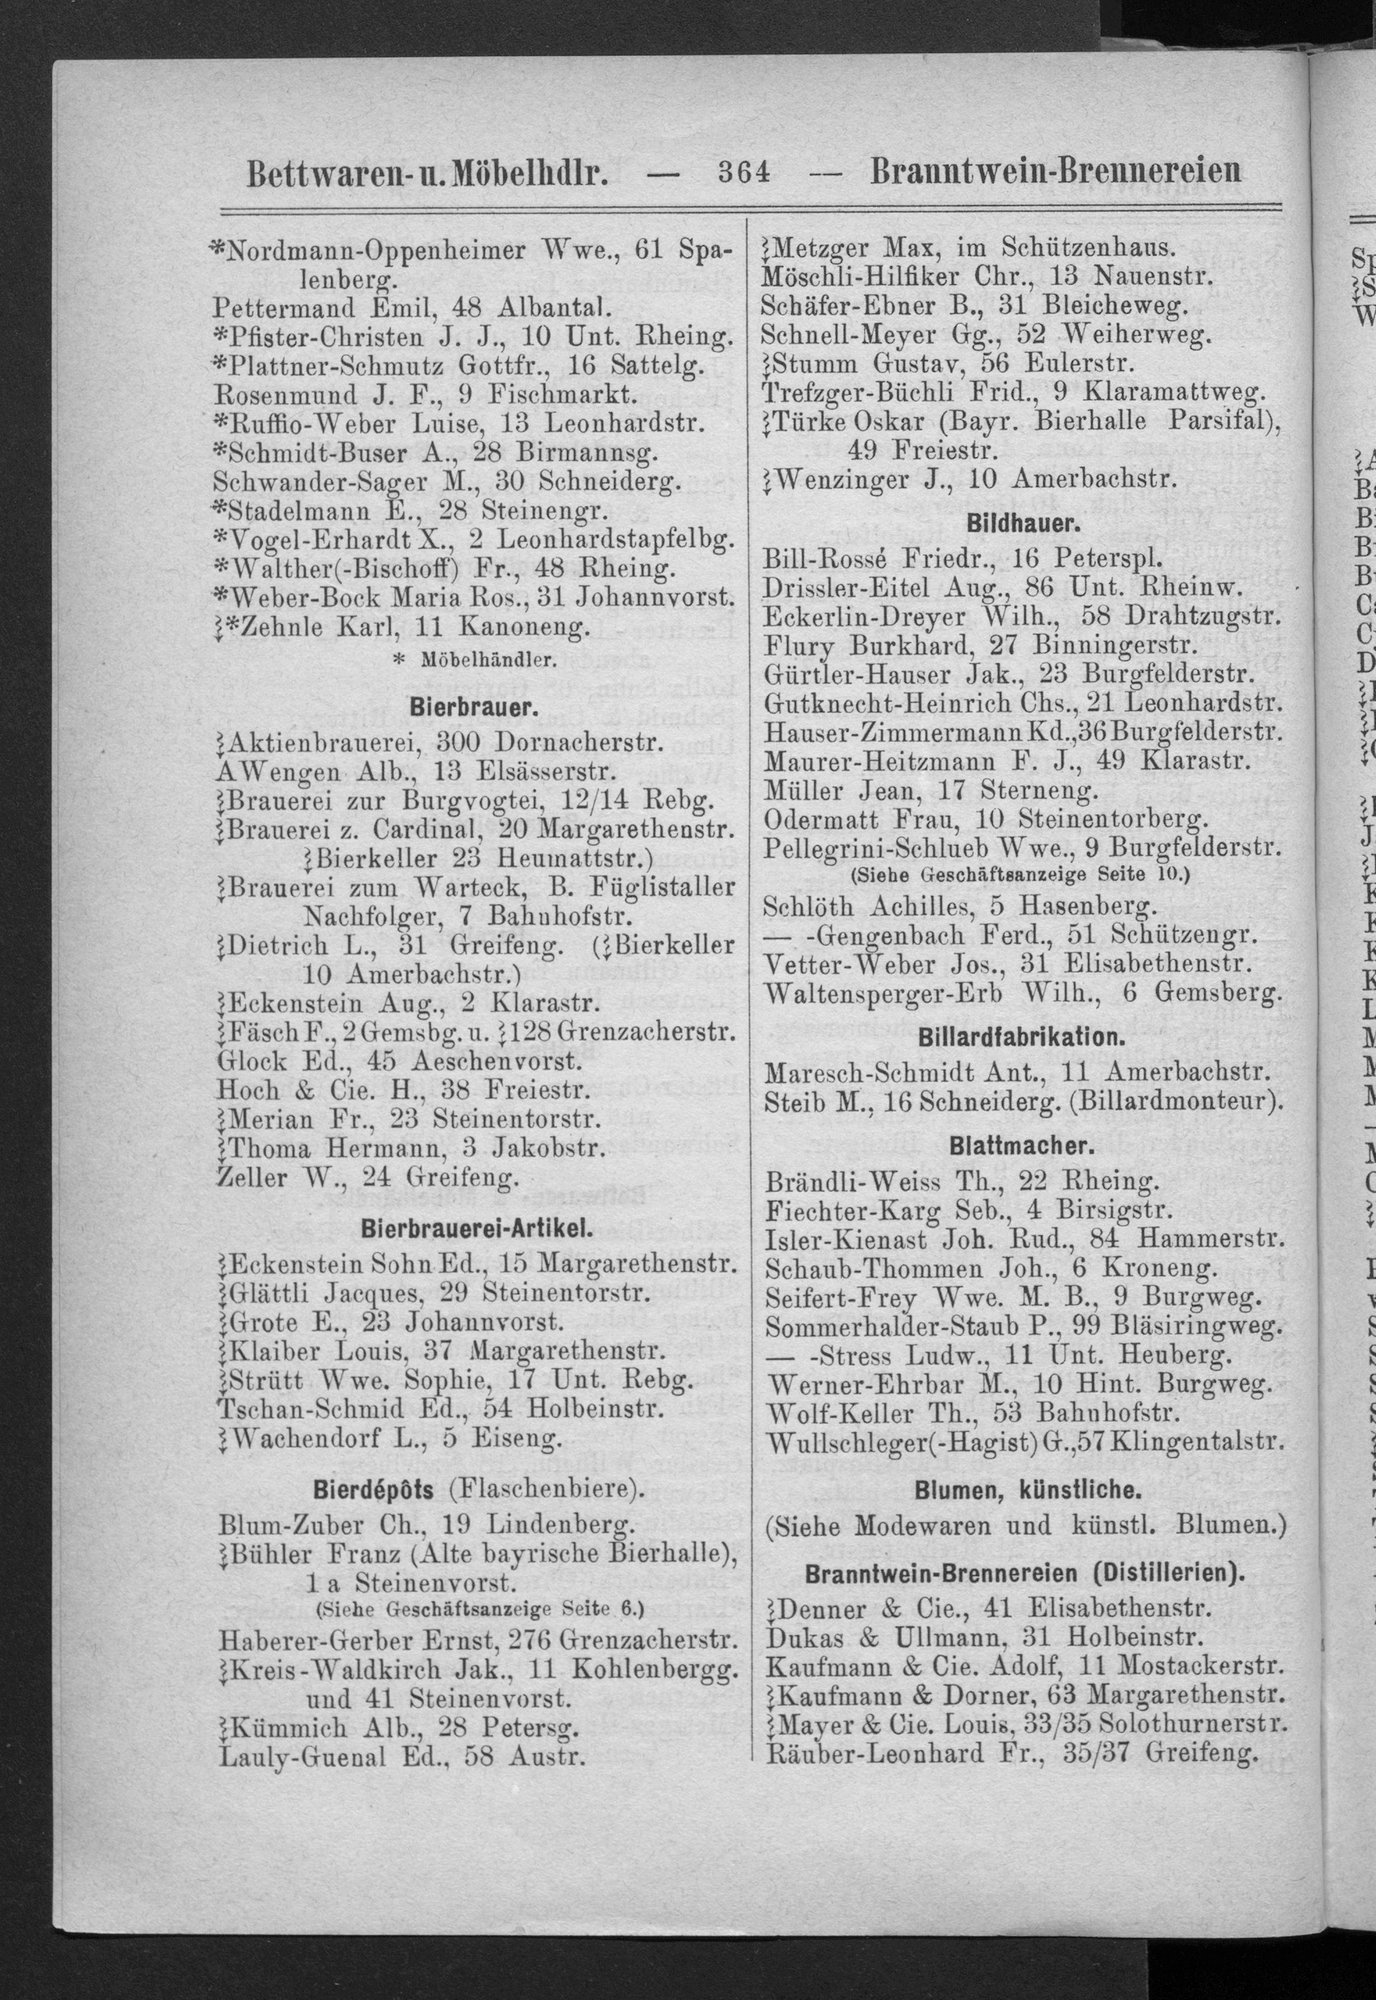 Bettwaren- u. Möbelhdlr. — 364 — Branntwein-Brennereien
*Nordmann-Oppenheimer Wwe., 61 Spa-
lenberg.
Pettermand Emil, 48 Albantal.
*Pfister-Christen J. J., 10 Unt. Rheing.
*Plattner-Schmutz Gottfr., 16 Sattelg.
Rosenmund J. F., 9 Fischmarkt.
*Ruffio-Weber Luise, 13 Leonhardstr.
*Schmidt-Buser A., 28 Birmannsg.
Schwander-Sager M., 30 Schneiderg.
*Stadelmann E., 28 Steinengr.
*Vogel-Erhardt X., 2 Leonhardstapfelbg.
*Walther(-Bischoff) Fr., 48 Rheing.
*Weber-Bock Maria Ros., 31 Johannvorst.
⸾*Zehnle Karl, 11 Kanoneng.
* Möbelhändler.
Bierbrauer.
⸾Aktienbrauerei, 300 Dornacherstr.
AWengen Alb., 13 Elsässerstr.
⸾Brauerei zur Burgvogtei, 12/14 Rebg.
⸾Brauerei z. Cardinal, 20 Margarethenstr.
⸾Bierkeller 23 Heumattstr.)
⸾Brauerei zum Warteck, B. Füglistaller
Nachfolger, 7 Bahnhofstr.
⸾Dietrich L., 31 Greifeng. (⸾Bierkeller
10 Amerbachstr.)
⸾Eckenstein Aug., 2 Klarastr.
⸾Fäsch F., 2 Gemsbg. u. ⸾128 Grenzacherstr.
Glock Ed., 45 Aeschenvorst.
Hoch & Cie. H., 38 Freiestr.
⸾Merian Fr., 23 Steinentorstr.
⸾Thoma Hermann, 3 Jakobstr.
Zeller W., 24 Greifeng.
Bierbrauerei-Artikel.
⸾Eckenstein Sohn Ed., 15 Margarethenstr.
⸾Glättli Jacques, 29 Steinentorstr.
⸾Grote E., 23 Johannvorst.
⸾Klaiber Louis, 37 Margarethenstr.
⸾Strütt Wwe. Sophie, 17 Unt. Rebg.
Tschan-Schmid Ed., 54 Holbeinstr.
⸾Wachendorf L., 5 Eiseng.
Bierdépôts (Flaschenbiere).
Blum-Zuber Ch., 19 Lindenberg.
⸾Bühler Franz (Alte bayrische Bierhalle),
1 a Steinenvorst.
(Siehe Geschäftsanzeige Seite 6.)
Haberer-Gerber Ernst, 276 Grenzacherstr.
⸾Kreis-Waldkirch Jak., 11 Kohlenbergg.
und 41 Steinenvorst.
⸾Kümmich Alb., 28 Petersg.
Lauly-Guenal Ed., 58 Austr.
⸾Metzger Max, im Schützenhaus.
Möschli-Hilfiker Chr., 13 Nauenstr.
Schäfer-Ebner B., 31 Bleicheweg.
Schnell-Meyer Gg., 52 Weiherweg.
⸾Stumm Gustav, 56 Eulerstr.
Trefzger-Büchli Frid., 9 Klaramattweg.
⸾Türke Oskar (Bayr. Bierhalle Parsifal),
49 Freiestr.
⸾Wenzinger J., 10 Amerbachstr.
Bildhauer.
Bill-Rossé Friedr., 16 Peterspl.
Drissler-Eitel Aug., 86 Unt. Rheinw.
Eckerlin-Dreyer Wilh., 58 Drahtzugstr.
Flury Burkhard, 27 Binningerstr.
Gürtler-Hauser Jak., 23 Burgfelderstr.
Gutknecht-Heinrich Chs., 21 Leonhardstr.
Hauser-Zimmermann Kd., 36 Burgfelderstr.
Maurer-Heitzmann F. J., 49 Klarastr.
Müller Jean, 17 Sterneng.
Odermatt Frau, 10 Steinentorberg.
Pellegrini-Schlueb Wwe., 9 Burgfelderstr.
(Siehe Geschäftsanzeige Seite 10.)
Schlöth Achilles, 5 Hasenberg.
— -Gengenbach Ferd., 51 Schützengr.
Vetter-Weber Jos., 31 Elisabethenstr.
Waltensperger-Erb Wilh., 6 Gemsberg.
Billardfabrikation.
Maresch-Schmidt Ant., 11 Amerbachstr.
Steib M., 16 Schneiderg. (Billardmonteur).
Blattmacher.
Brändli-Weiss Th., 22 Rheing.
Fiechter-Karg Seb., 4 Birsigstr.
Isler-Kienast Joh. Rud., 84 Hammerstr.
Schaub-Thommen Joh., 6 Kroneng.
Seifert-Frey Wwe. M. B., 9 Burgweg.
Sommerhalder-Staub P., 99 Bläsiringweg.
— -Stress Ludw., 11 Unt. Heuberg.
Werner-Ehrbar M., 10 Hint. Burgweg.
Wolf-Keller Th., 53 Bahnhofstr.
Wullschleger(-Hagist) G., 57 Klingentalstr.
Blumen, künstliche.
(Siehe Modewaren und künstl. Blumen.)
Branntwein-Brennereien (Distillerien).
⸾Denner & Cie., 41 Elisabethenstr.
Dukas & Ullmann, 31 Holbeinstr.
Kaufmann & Cie. Adolf, 11 Mostackerstr.
⸾Kaufmann & Dorner, 63 Margarethenstr.
⸾Mayer & Cie. Louis, 33/35 Solothurnerstr.
Räuber-Leonhard Fr., 35/37 Greifeng.